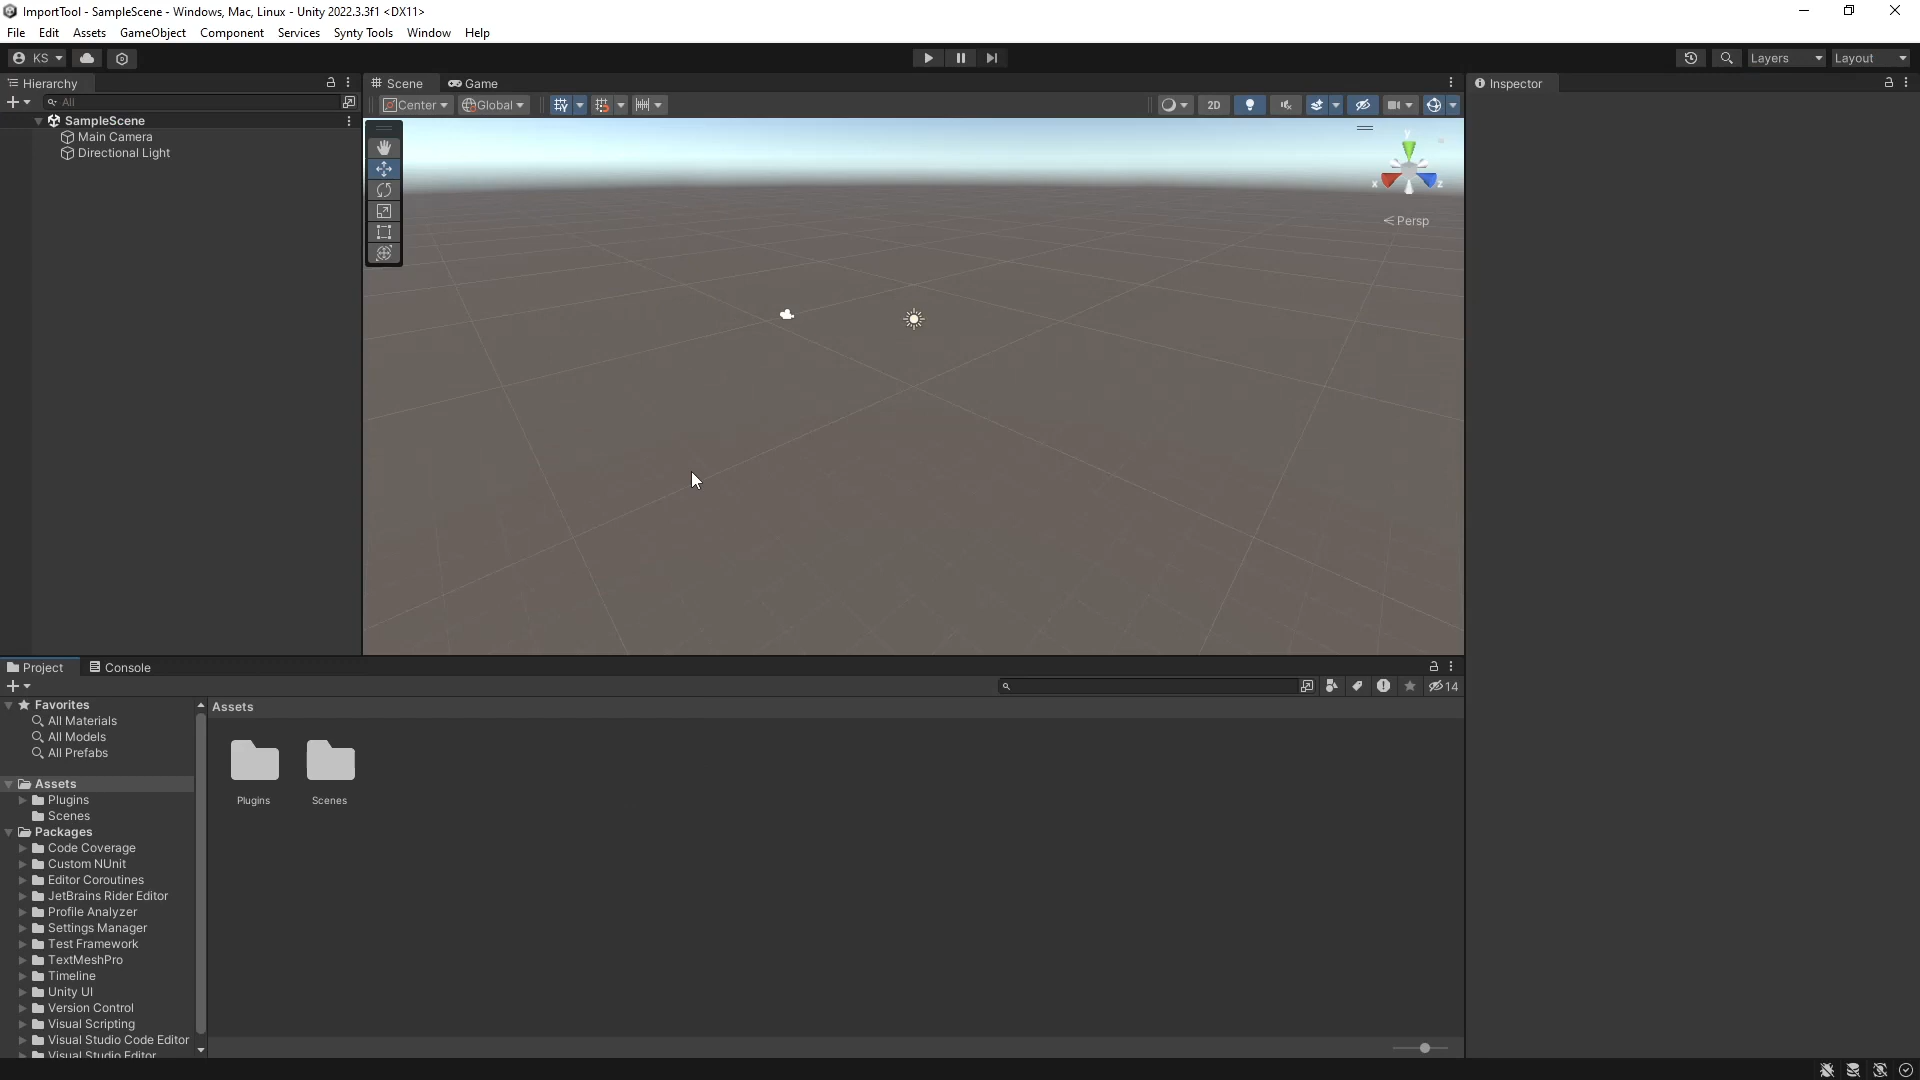 ImportTool - SampleScene - Windows, Mac, Linux - Unity 2022.3.3f1 <DX11>
File Edit Assets GameObject Component Services Synty Tools Window Help
KS Layers Layout
Hierarchy Scene Game Inspector
All Center Global 2D
SampleScene
Main Camera
Directional Light
y
x z
Persp
Project Console
14
Favorites Assets
All Materials
All Models
All Prefabs
Assets
Plugins
Scenes
Packages
Code Coverage
Custom NUnit
Editor Coroutines
JetBrains Rider Editor
Profile Analyzer
Settings Manager
Test Framework
TextMeshPro
Timeline
Unity UI
Version Control
Visual Scripting
Visual Studio Code Editor
Visual Studio Editor
Plugins Scenes